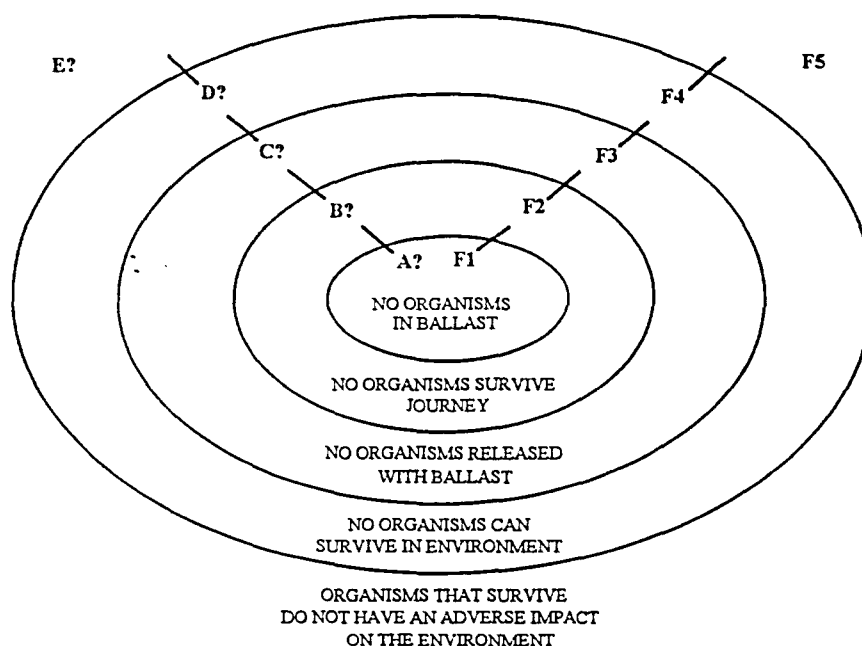 E? F5
D? F4
C? F3
B? F2
A? F1
NO ORGANISMS
IN BALLAST
NO ORGANISMS SURVIVE
JOURNEY
NO ORGANISMS RELEASED
WITH BALLAST
NO ORGANISMS CAN
SURVIVE IN ENVIRONMENT
ORGANISMS THAT SURVIVE
DO NOT HAVE AN ADVERSE IMPACT
ON THE ENVIRONMENT